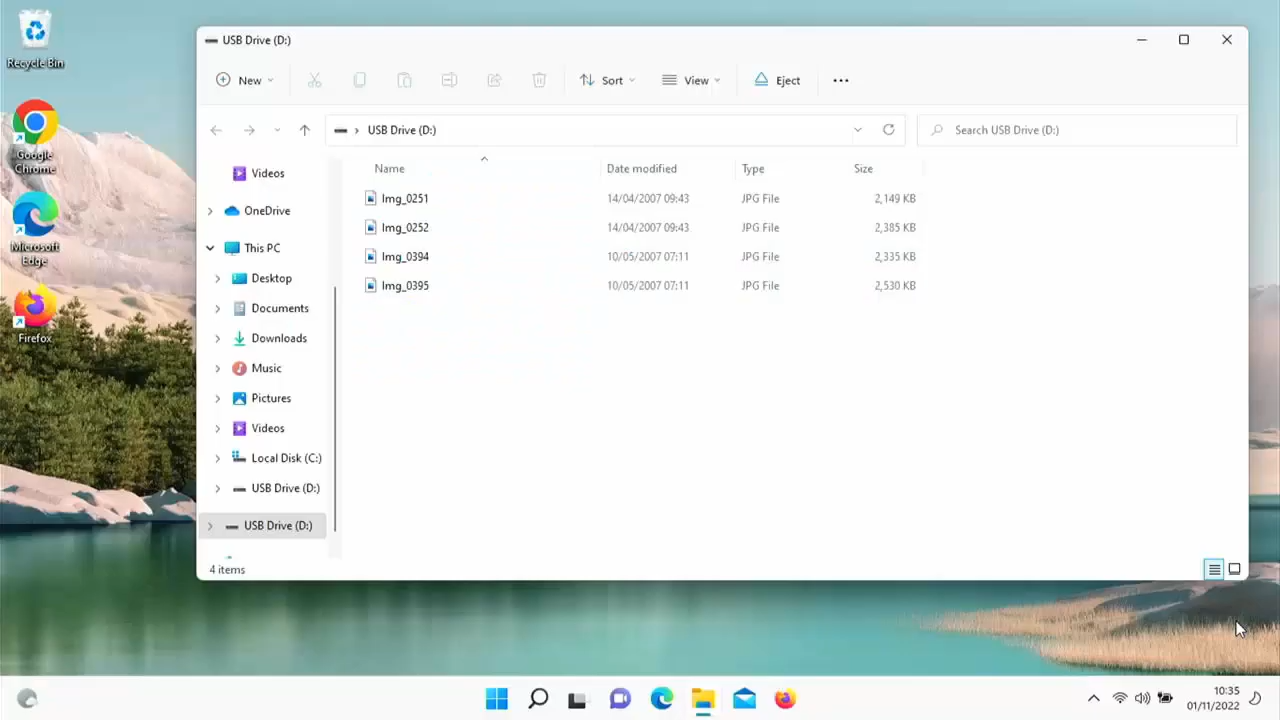 Recycle Bin
Google
Chrome
Microsoft
Edge
Firefox
USB Drive (D:)
New
Sort
View
Eject
USB Drive (D:)
Search USB Drive (D:)
Videos
OneDrive
This PC
Desktop
Documents
Downloads
Music
Pictures
Videos
Local Disk (C:)
USB Drive (D:)
USB Drive (D:)
Name Date modified Type Size
Img_0251 14/04/2007 09:43 JPG File 2,149 KB
Img_0252 14/04/2007 09:43 JPG File 2,385 KB
Img_0394 10/05/2007 07:11 JPG File 2,335 KB
Img_0395 10/05/2007 07:11 JPG File 2,530 KB
4 items
10:35
01/11/2022